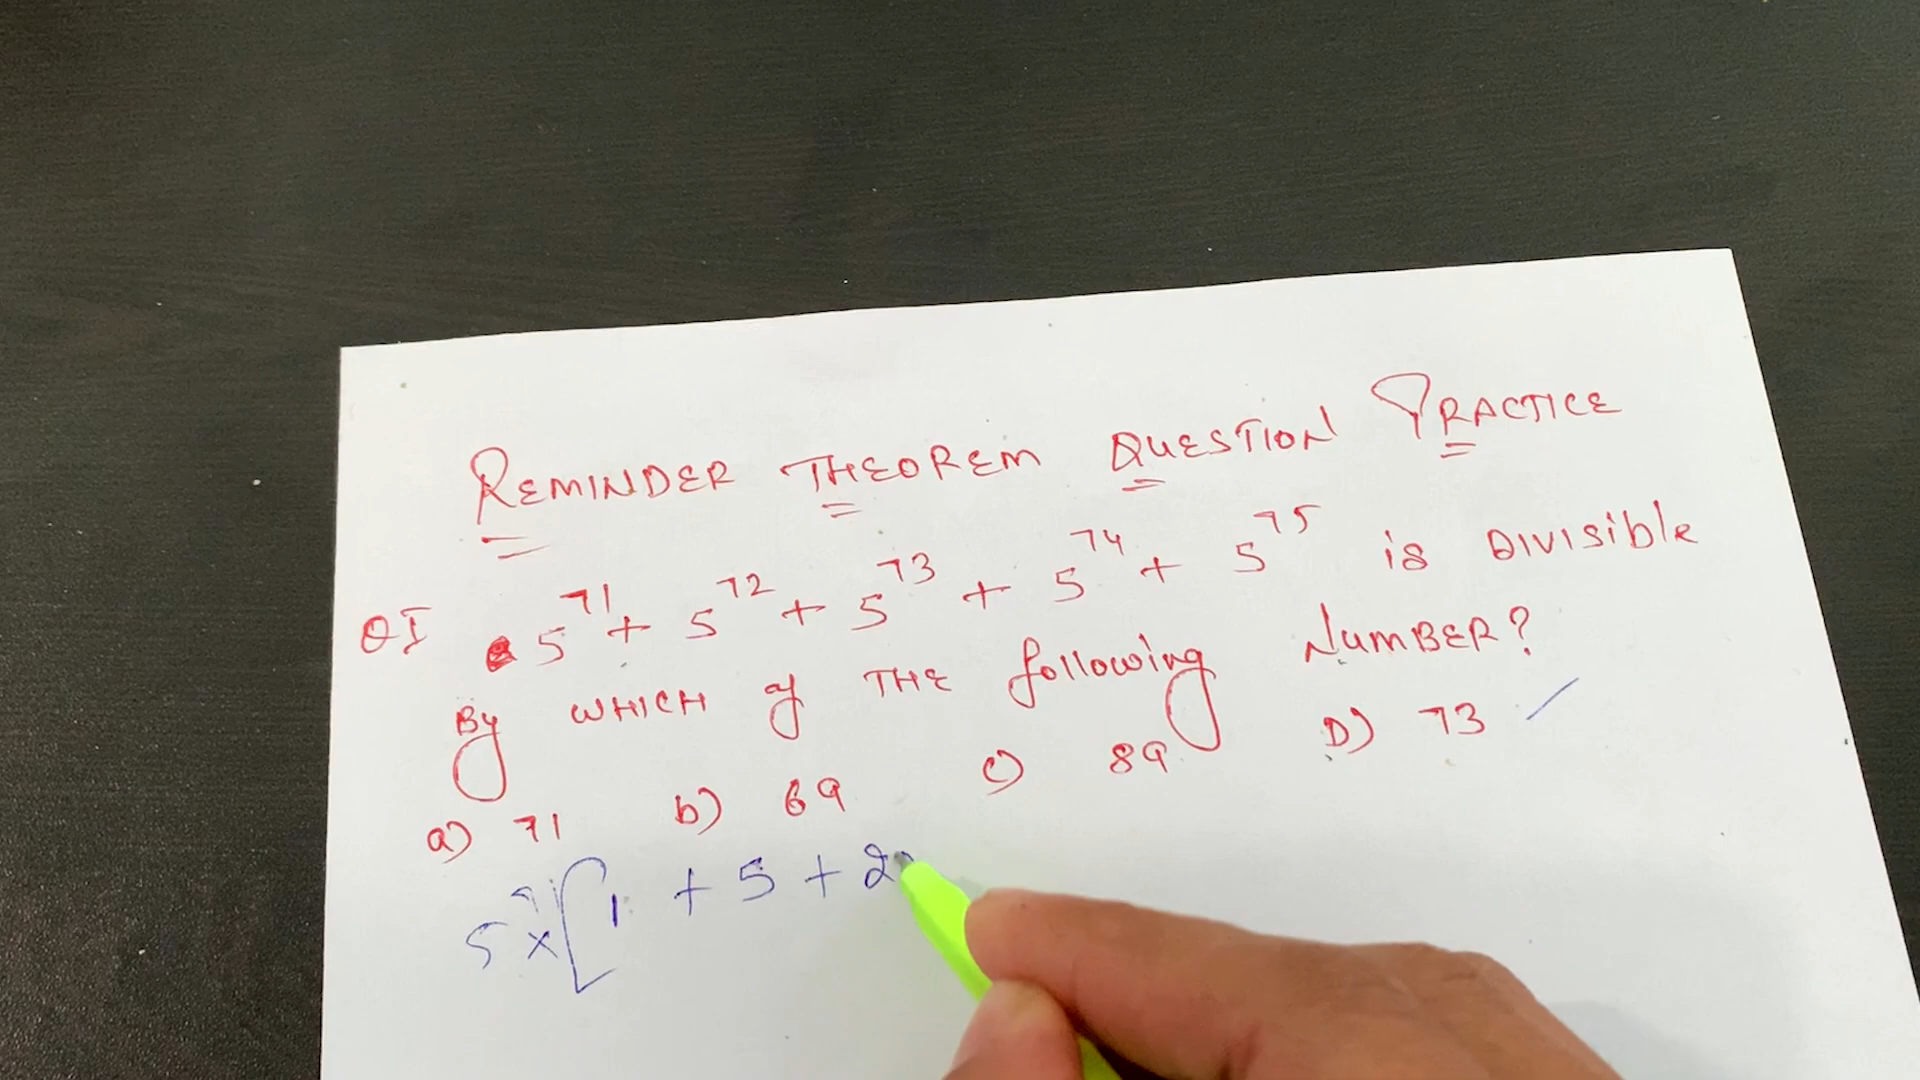 REMINDER THEOREM QUESTION PRACTICE
Q1 5^71 + 5^72 + 5^73 + 5^74 + 5^75 is DIVISIBLE
By WHICH of THE following NUMBER?
a) 71 b) 69 c) 89 D) 73
5^71 × [1 + 5 + 2